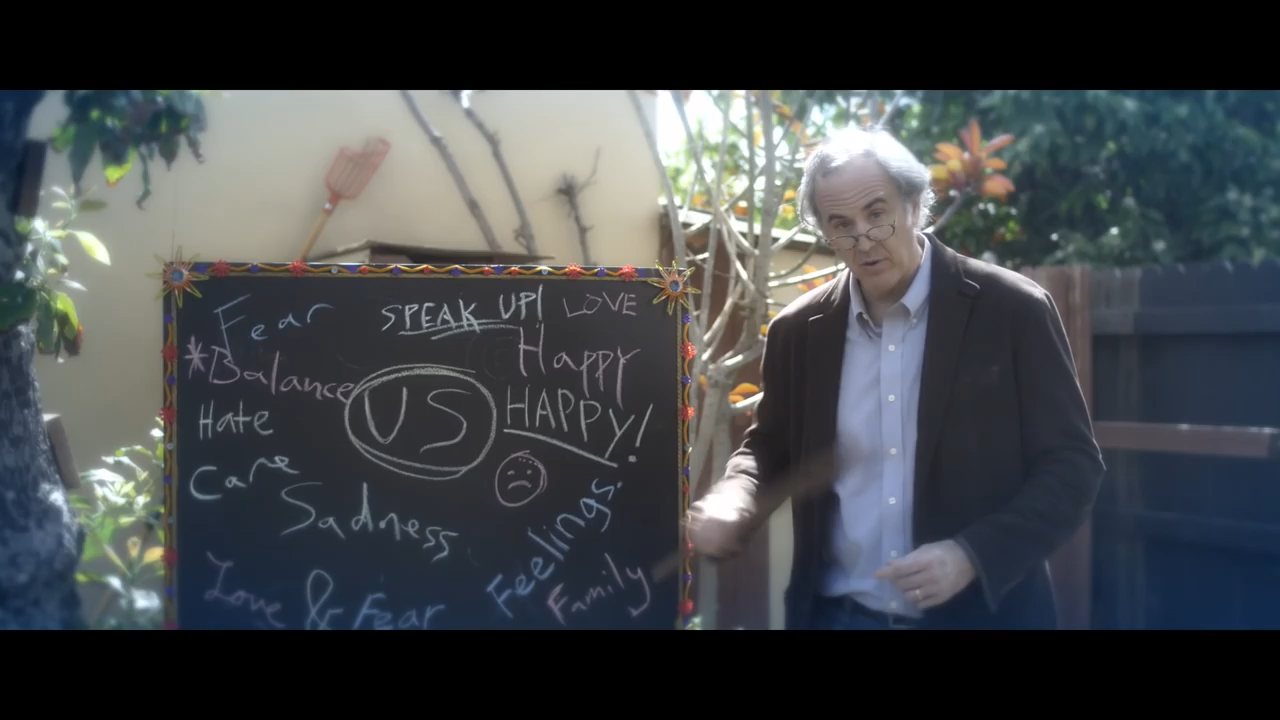 Fear
SPEAK UP!
LOVE
*Balance
Happy
Hate
US
HAPPY!
Care
Sadness
Feelings.
Family
Love & Fear